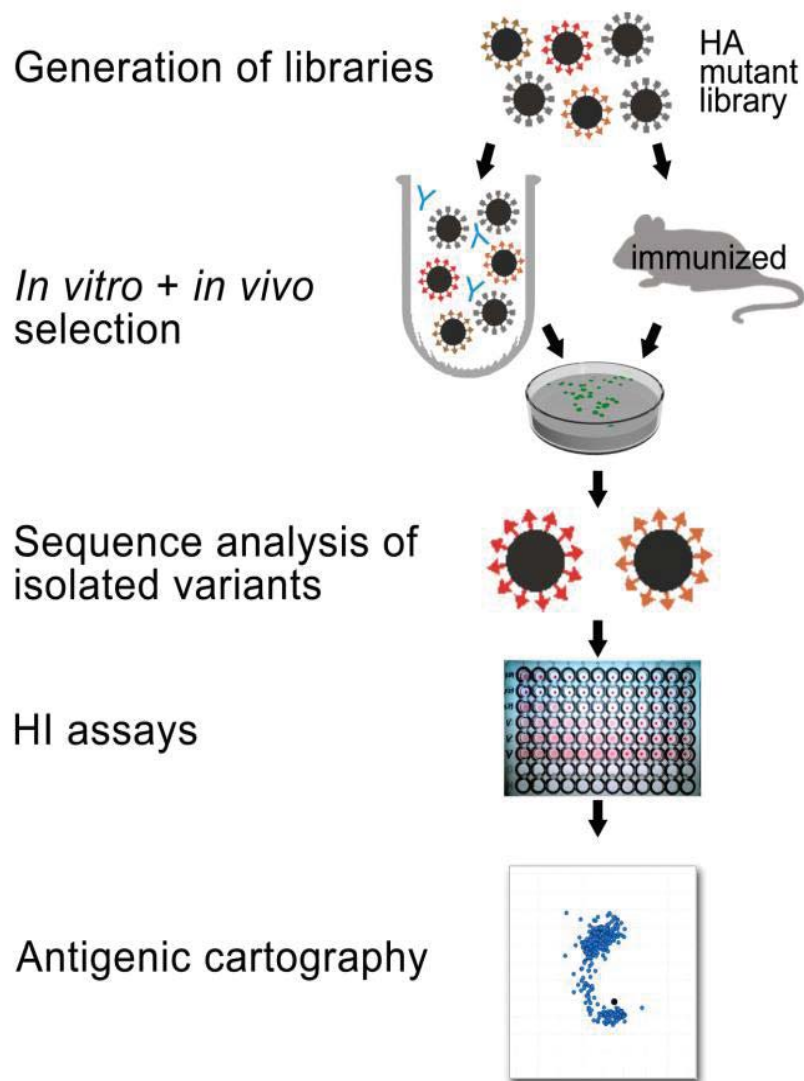 Generation of libraries
HA
mutant
library
In vitro + in vivo
selection
immunized
Sequence analysis of
isolated variants
HI assays
Antigenic cartography